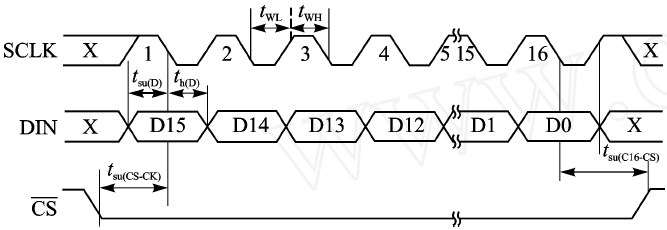 t_WL t_WH
SCLK X 1 2 3 4 5 15 16 X
t_su(D) t_h(D)
DIN X D15 D14 D13 D12 D1 D0 X
t_su(CS-CK) t_su(C16-CS)
C̅S̅
www.